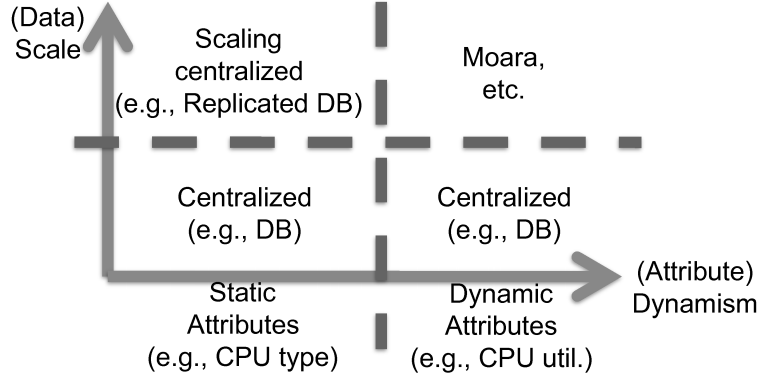 (Data)
Scale
Scaling
centralized
(e.g., Replicated DB)
Moara,
etc.
Centralized
(e.g., DB)
Centralized
(e.g., DB)
(Attribute)
Dynamism
Static
Attributes
(e.g., CPU type)
Dynamic
Attributes
(e.g., CPU util.)